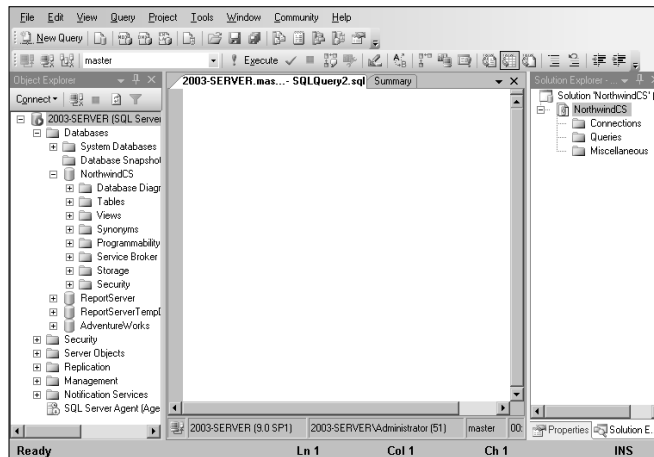 File Edit View Query Project Tools Window Community Help
New Query
master Execute
Object Explorer
2003-SERVER.mas...- SQLQuery2.sql Summary
Solution Explorer - ...
Connect
2003-SERVER (SQL Server
Databases
System Databases
Database Snapshot
NorthwindCS
Database Diagr
Tables
Views
Synonyms
Programmability
Service Broker
Storage
Security
ReportServer
ReportServerTempD
AdventureWorks
Security
Server Objects
Replication
Management
Notification Services
SQL Server Agent (Age
Solution 'NorthwindCS' (
NorthwindCS
Connections
Queries
Miscellaneous
2003-SERVER (9.0 SP1) 2003-SERVER\Administrator (51) master 00:
Properties Solution E...
Ready Ln 1 Col 1 Ch 1 INS